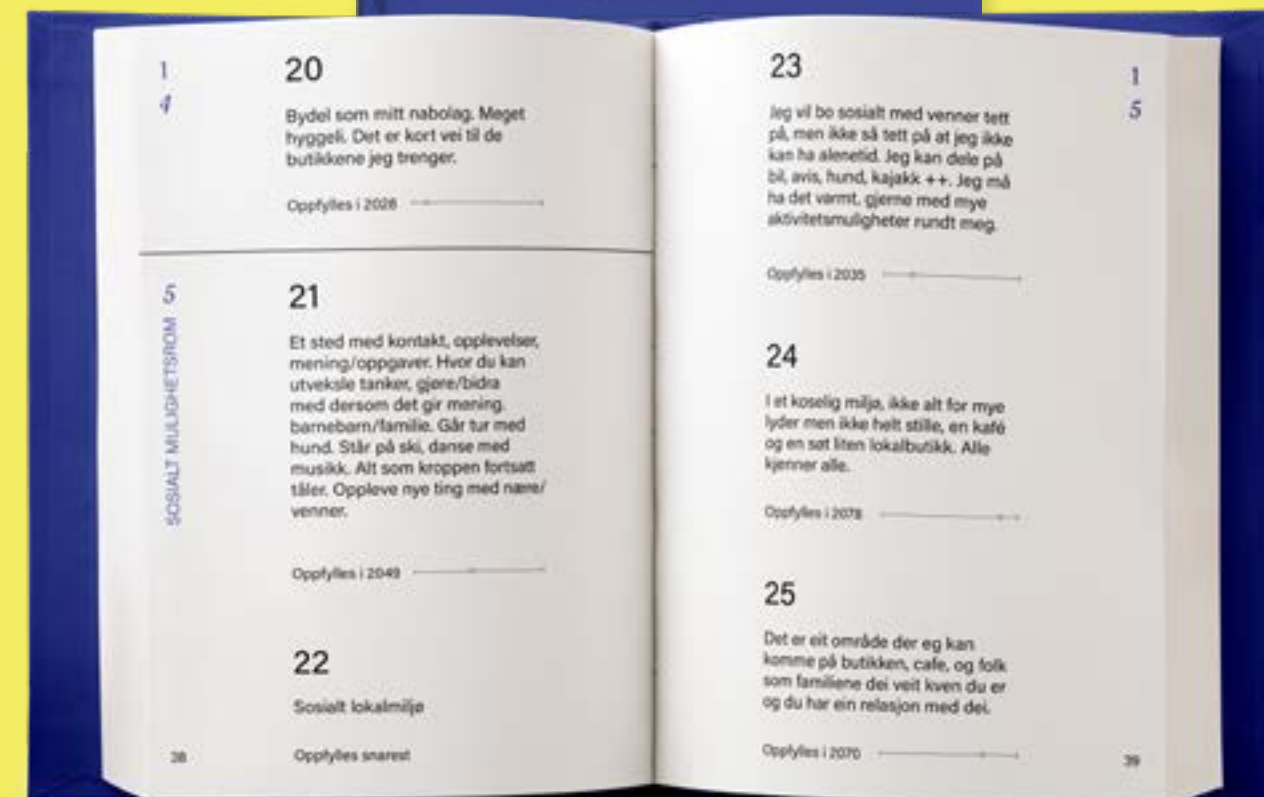 1
4
20
Bydel som mitt nabolag. Meget
hyggeli. Det er kort vei til de
butikkene jeg trenger.
Oppfylles i 2026
5
SOSIALT MULIGHETSROM
21
Et sted med kontakt, opplevelser,
mening/oppgaver. Hvor du kan
utveksle tanker, gjøre/bidra
med dersom det gir mening.
barnebarn/familie. Går tur med
hund. Står på ski, danse med
musikk. Alt som kroppen fortsatt
tåler. Oppleve nye ting med nære/
venner.
Oppfylles i 2049
22
Sosialt lokalmiljø
Oppfylles snarest
38
1
5
23
Jeg vil bo sosialt med venner tett
på, men ikke så tett på at jeg ikke
kan ha alenetid. Jeg kan dele på
bil, avis, hund, kajakk ++. Jeg må
ha det varmt, gjerne med mye
aktivitetsmuligheter rundt meg.
Oppfylles i 2035
24
I et koselig miljø, ikke alt for mye
lyder men ikke helt stille, en kafé
og en søt liten lokalbutikk. Alle
kjenner alle.
Oppfylles i 2078
25
Det er eit område der eg kan
komme på butikken, cafe, og folk
som familiene dei veit kven du er
og du har ein relasjon med dei.
Oppfylles i 2070
39